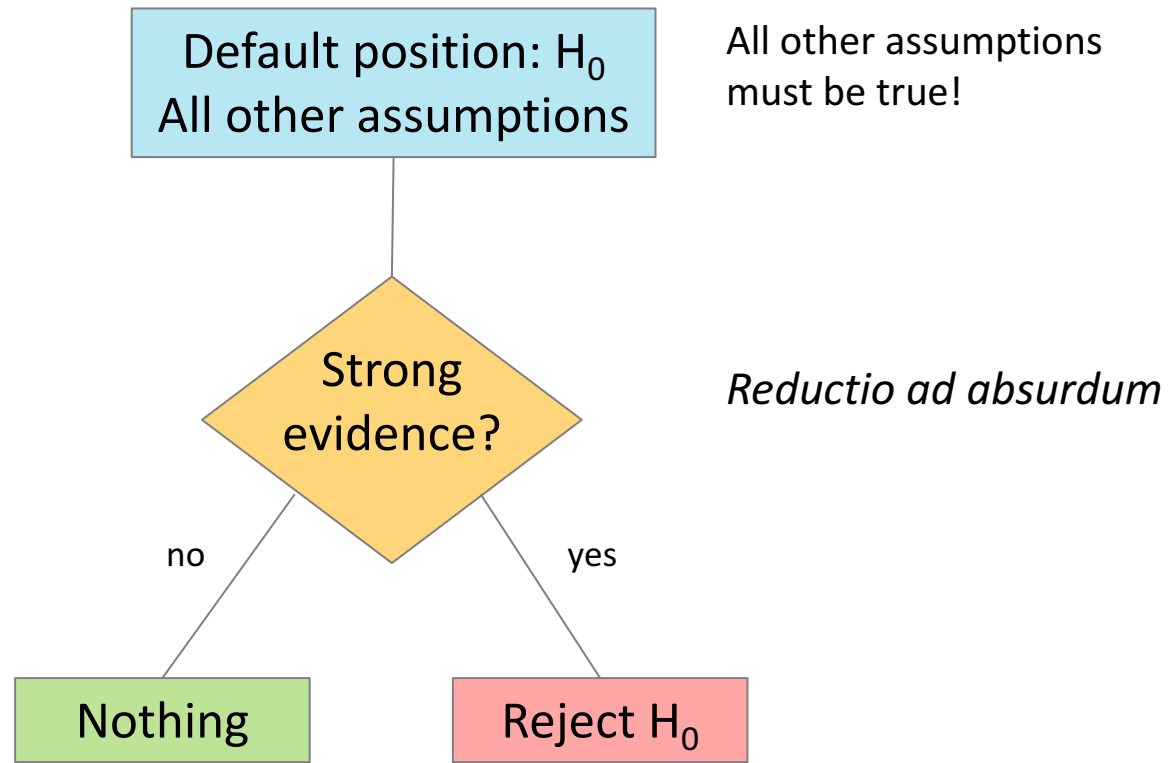 Default position: H₀
All other assumptions
All other assumptions
must be true!
Strong
evidence?
Reductio ad absurdum
no
yes
Nothing
Reject H₀